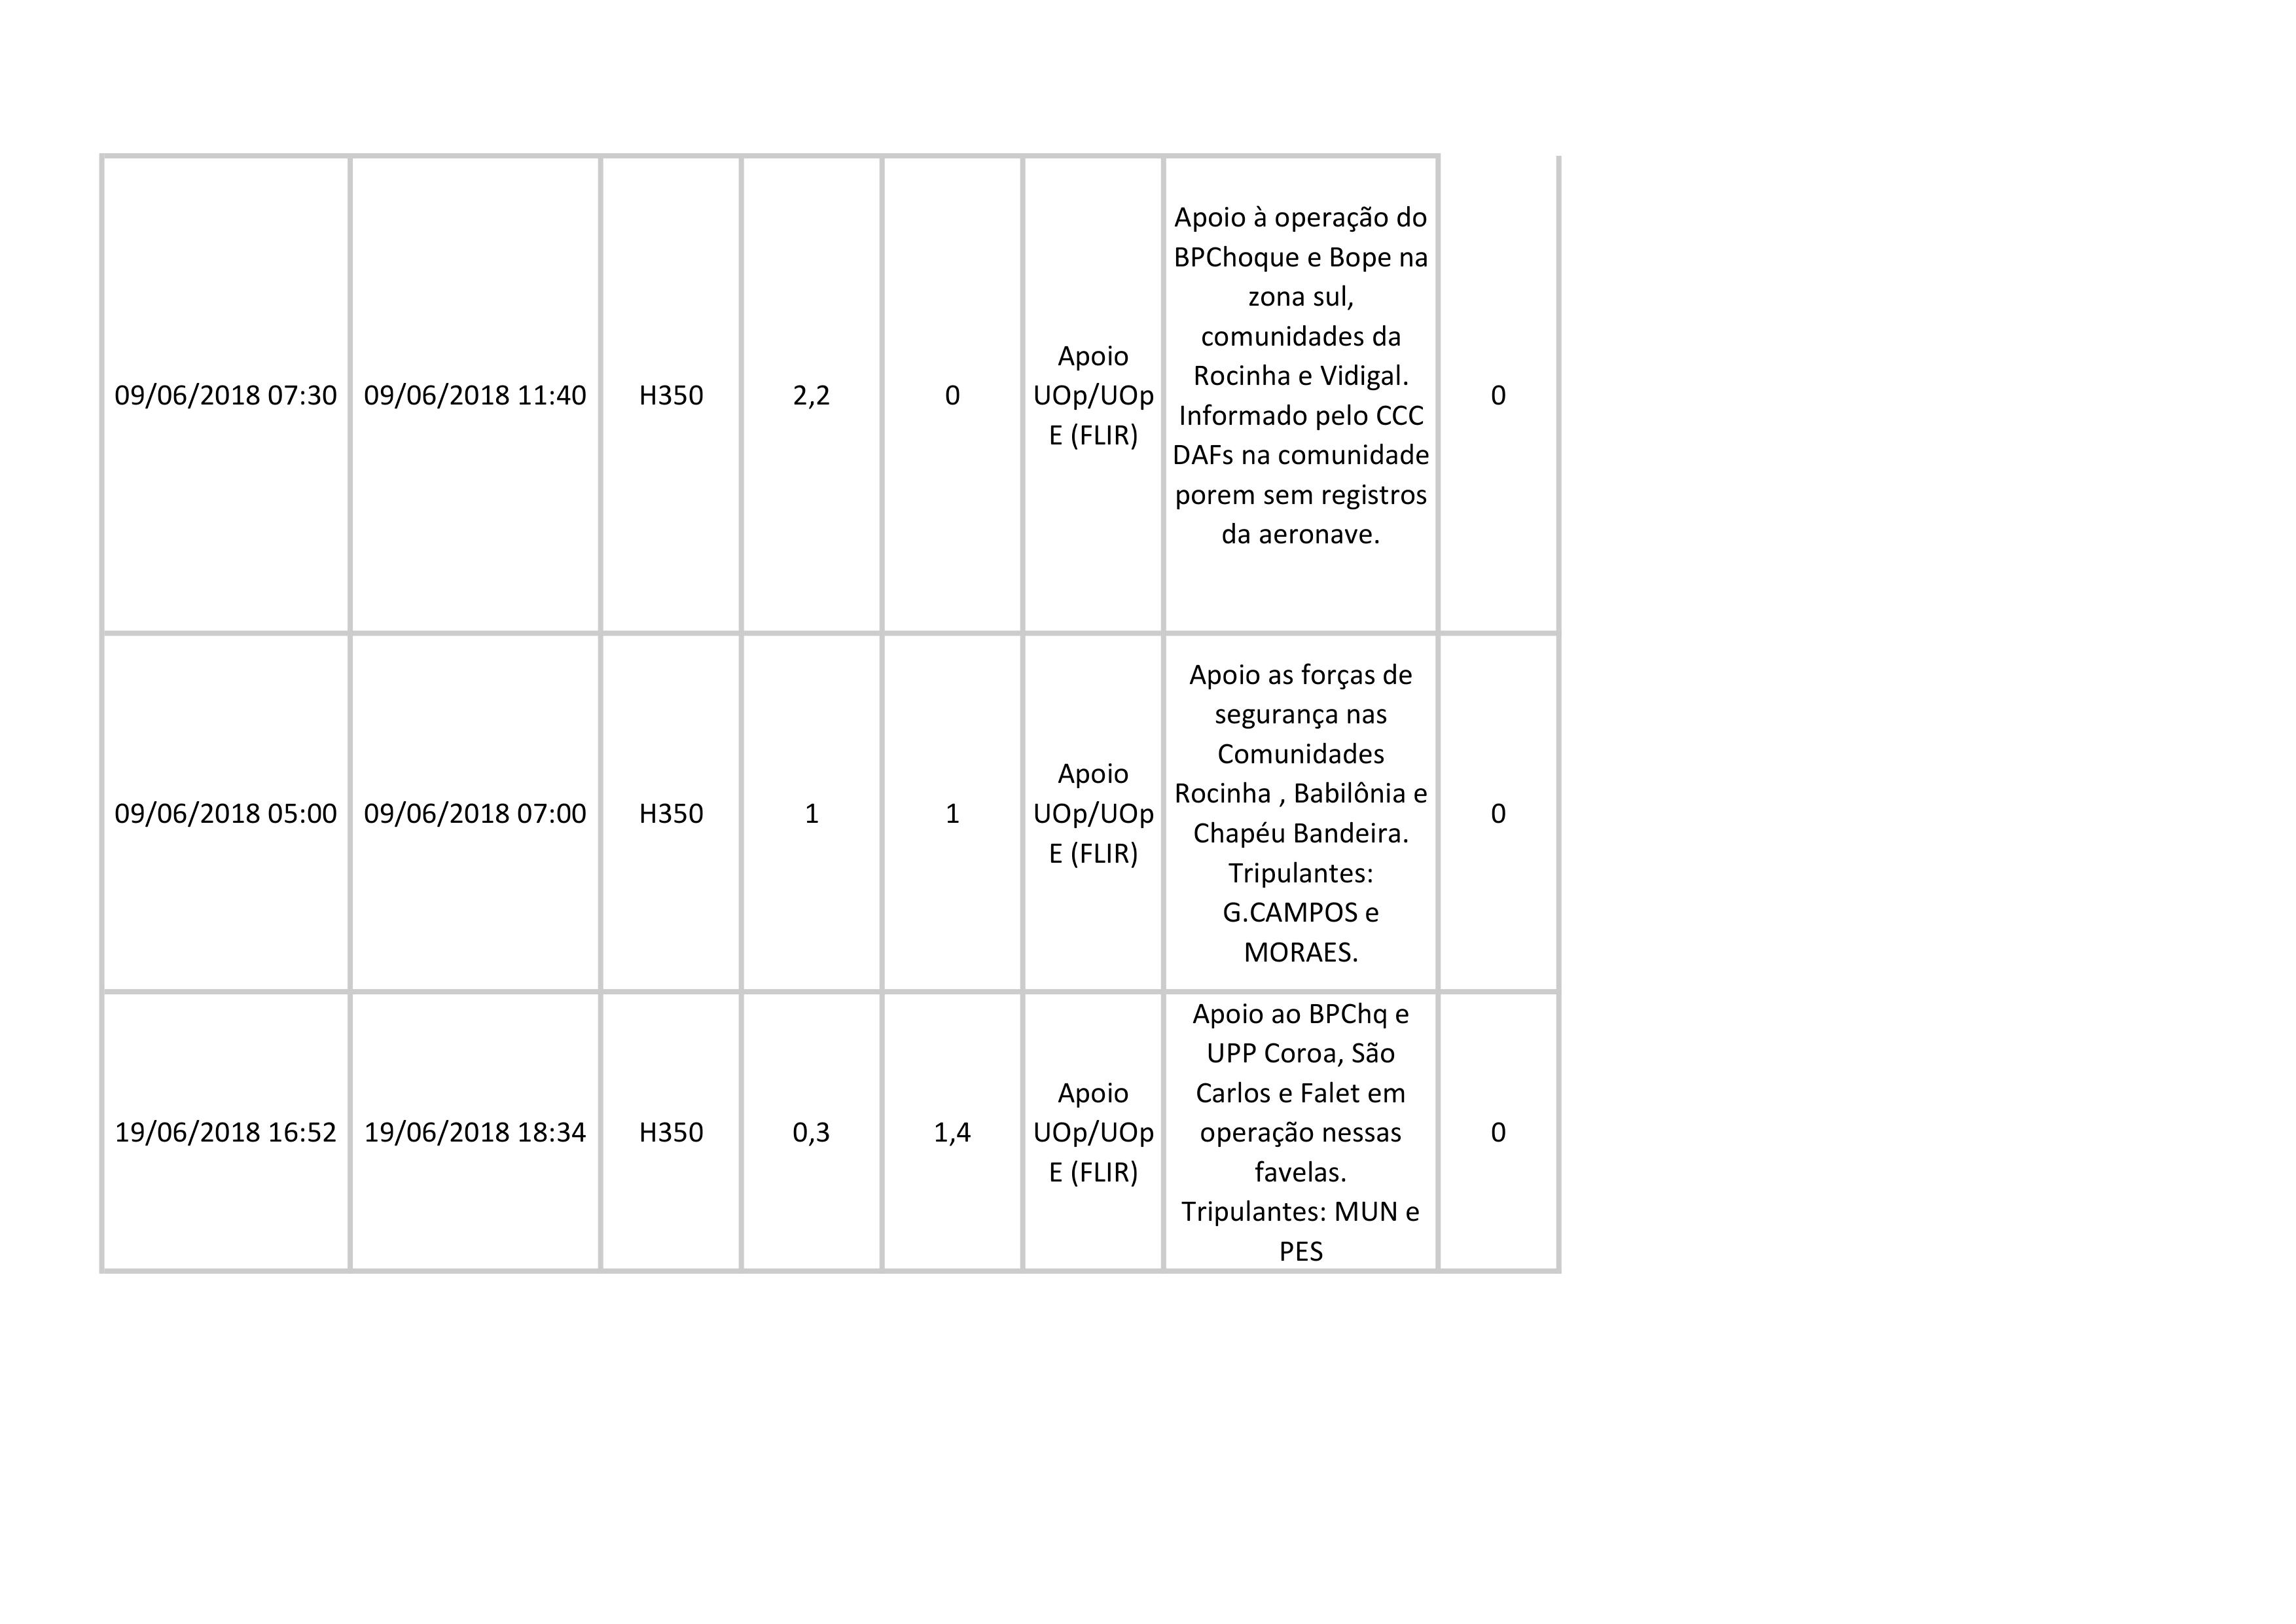 09/06/2018 07:30
09/06/2018 11:40
H350
2,2
0
Apoio
UOp/UOp
E (FLIR)
Apoio à operação do
BPChoque e Bope na
zona sul,
comunidades da
Rocinha e Vidigal.
Informado pelo CCC
DAFs na comunidade
porem sem registros
da aeronave.
0
09/06/2018 05:00
09/06/2018 07:00
H350
1
1
Apoio
UOp/UOp
E (FLIR)
Apoio as forças de
segurança nas
Comunidades
Rocinha , Babilônia e
Chapéu Bandeira.
Tripulantes:
G.CAMPOS e
MORAES.
0
19/06/2018 16:52
19/06/2018 18:34
H350
0,3
1,4
Apoio
UOp/UOp
E (FLIR)
Apoio ao BPChq e
UPP Coroa, São
Carlos e Falet em
operação nessas
favelas.
Tripulantes: MUN e
PES
0